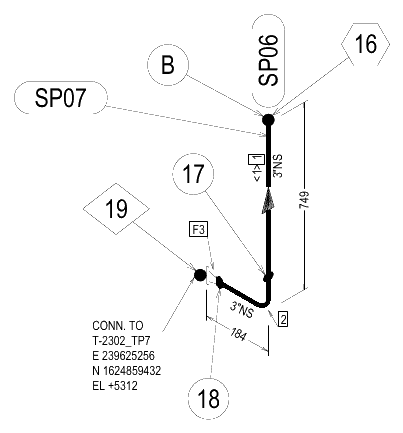 SP06
16
B
SP07
<1> 1
3"NS
17
749
19
F3
3"NS
2
184
CONN. TO
T-2302_TP7
E 239625256
N 1624859432
EL +5312
18